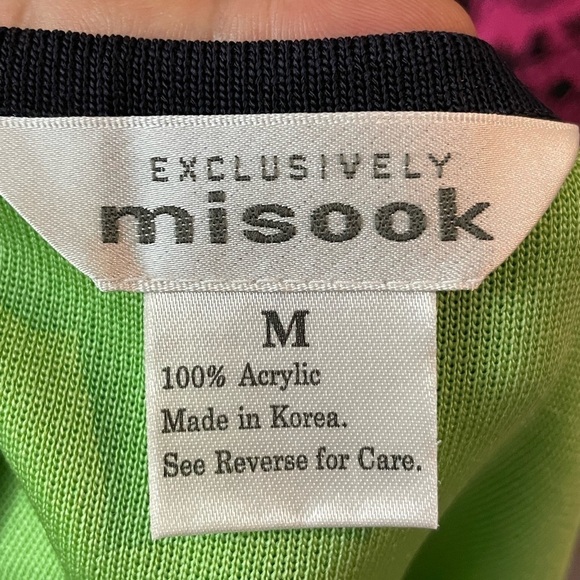 EXCLUSIVELY
misook
M
100% Acrylic
Made in Korea.
See Reverse for Care.